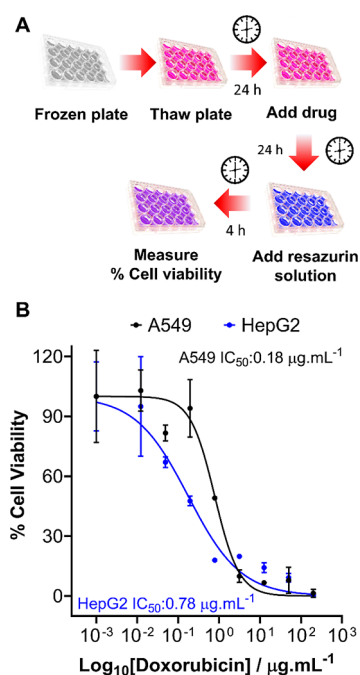 A
Frozen plate
Thaw plate
24 h
Add drug
24 h
4 h
Measure
% Cell viability
Add resazurin
solution
B
A549
HepG2
A549 IC50:0.18 μg.mL⁻¹
HepG2 IC50:0.78 μg.mL⁻¹
% Cell Viability
120
90
60
30
0
10⁻³ 10⁻² 10⁻¹ 10⁰ 10¹ 10² 10³
Log10[Doxorubicin] / μg.mL⁻¹